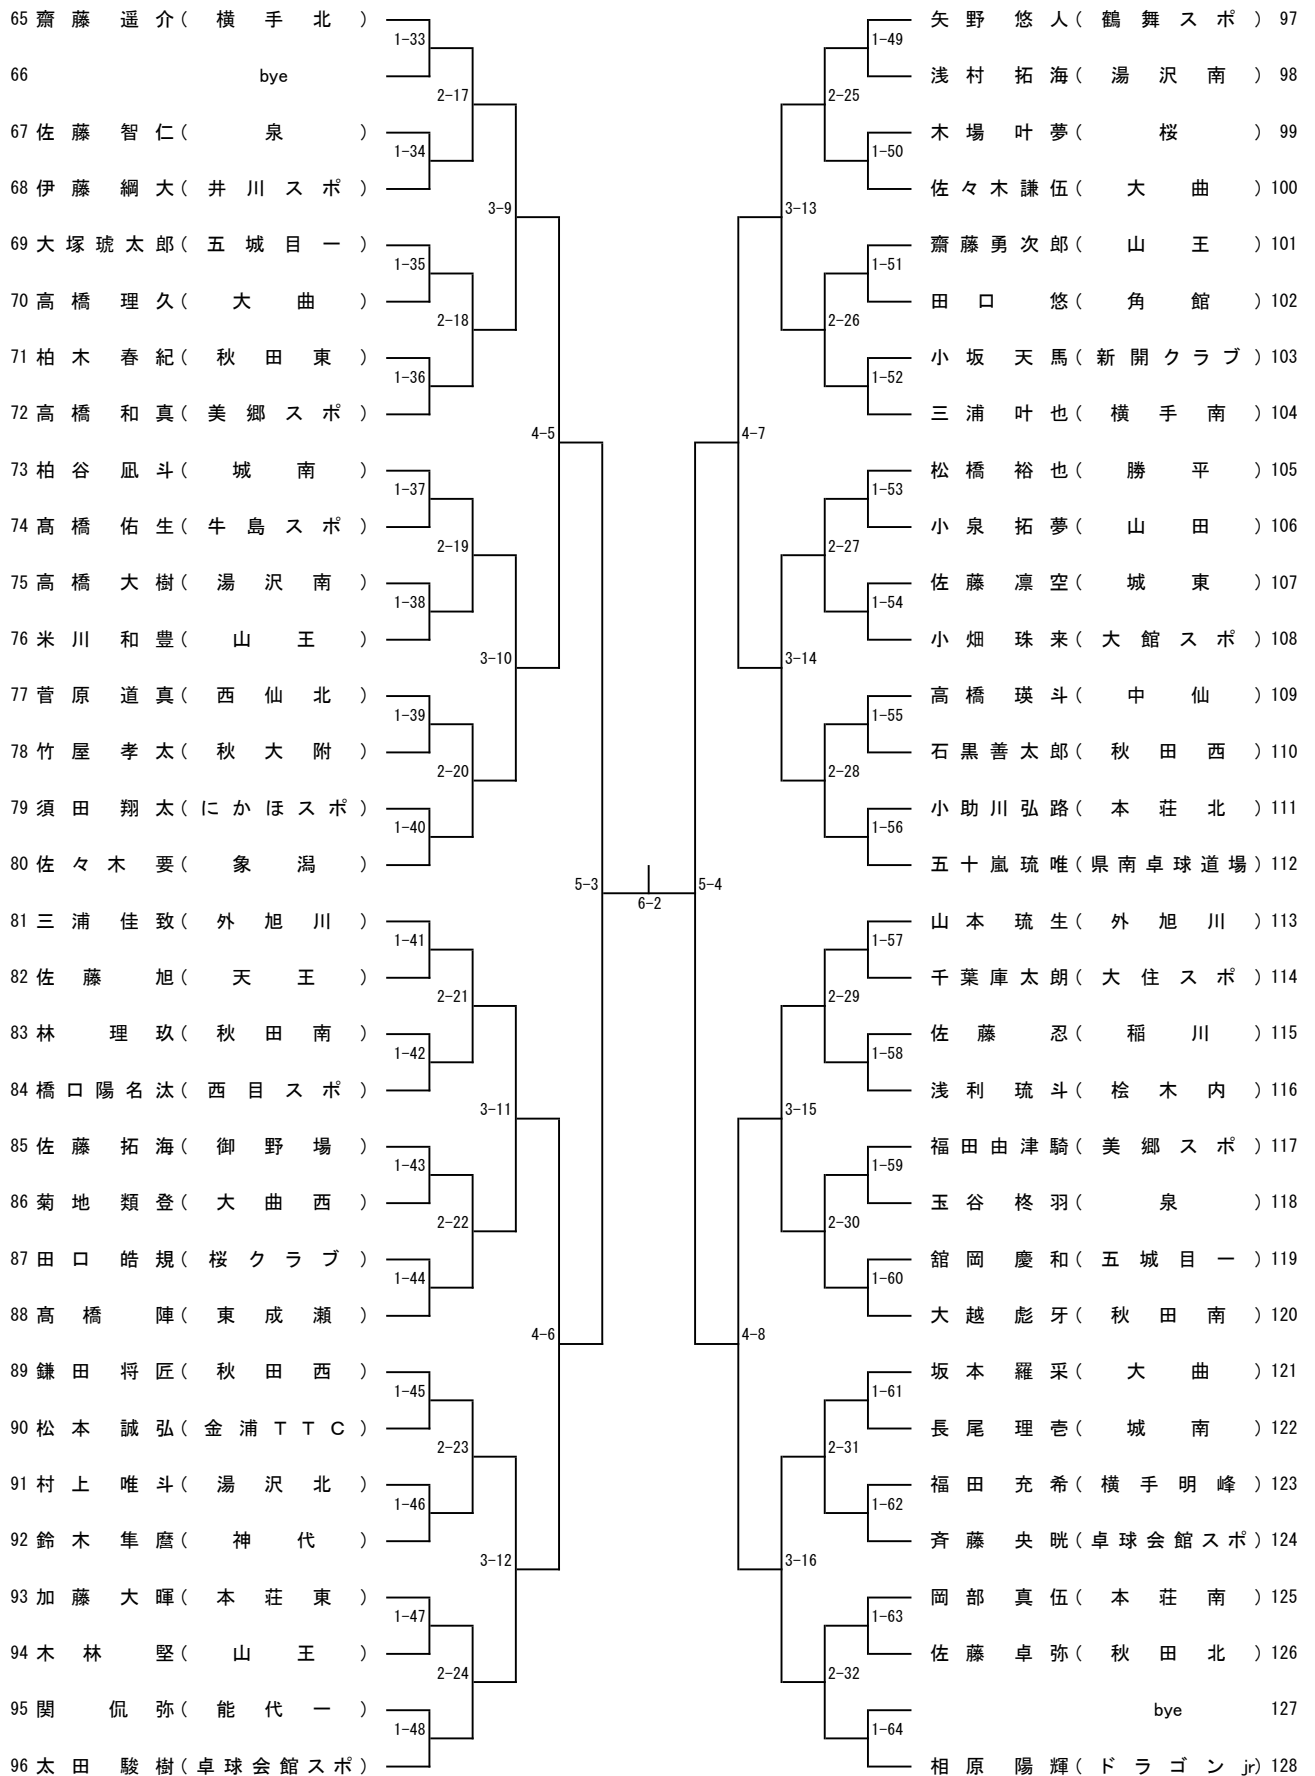 65 齋藤遥介(横手北)
1-33
66 bye
2-17
67 佐藤智仁(泉)
1-34
68 伊藤綱大(井川スポ)
3-9
69 大塚琥太郎(五城目一)
1-35
70 高橋理久(大曲)
2-18
71 柏木春紀(秋田東)
1-36
72 高橋和真(美郷スポ)
4-5
73 柏谷凪斗(城南)
1-37
74 髙橋佑生(牛島スポ)
2-19
75 高橋大樹(湯沢南)
1-38
76 米川和豊(山王)
3-10
77 菅原道真(西仙北)
1-39
78 竹屋孝太(秋大附)
2-20
79 須田翔太(にかほスポ)
1-40
80 佐々木要(象潟)
5-3
81 三浦佳致(外旭川)
1-41
82 佐藤旭(天王)
2-21
83 林理玖(秋田南)
1-42
84 橋口陽名汰(西目スポ)
3-11
85 佐藤拓海(御野場)
1-43
86 菊地類登(大曲西)
2-22
87 田口皓規(桜クラブ)
1-44
88 髙橋陣(東成瀬)
4-6
89 鎌田将匠(秋田西)
1-45
90 松本誠弘(金浦TTC)
2-23
91 村上唯斗(湯沢北)
1-46
92 鈴木隼麿(神代)
3-12
93 加藤大暉(本荘東)
1-47
94 木林堅(山王)
2-24
95 関侃弥(能代一)
1-48
96 太田駿樹(卓球会館スポ)
6-2
矢野悠人(鶴舞スポ) 97
1-49
浅村拓海(湯沢南) 98
2-25
木場叶夢(桜) 99
1-50
佐々木謙伍(大曲) 100
3-13
齋藤勇次郎(山王) 101
1-51
田口悠(角館) 102
2-26
小坂天馬(新開クラブ) 103
1-52
三浦叶也(横手南) 104
4-7
松橋裕也(勝平) 105
1-53
小泉拓夢(山田) 106
2-27
佐藤凛空(城東) 107
1-54
小畑珠来(大館スポ) 108
3-14
高橋瑛斗(中仙) 109
1-55
石黒善太郎(秋田西) 110
2-28
小助川弘路(本荘北) 111
1-56
五十嵐琉唯(県南卓球道場) 112
5-4
山本琉生(外旭川) 113
1-57
千葉庫太朗(大住スポ) 114
2-29
佐藤忍(稲川) 115
1-58
浅利琉斗(桧木内) 116
3-15
福田由津騎(美郷スポ) 117
1-59
玉谷柊羽(泉) 118
2-30
舘岡慶和(五城目一) 119
1-60
大越彪牙(秋田南) 120
4-8
坂本羅采(大曲) 121
1-61
長尾理壱(城南) 122
2-31
福田充希(横手明峰) 123
1-62
斉藤央晄(卓球会館スポ) 124
3-16
岡部真伍(本荘南) 125
1-63
佐藤卓弥(秋田北) 126
2-32
bye 127
1-64
相原陽輝(ドラゴンjr) 128